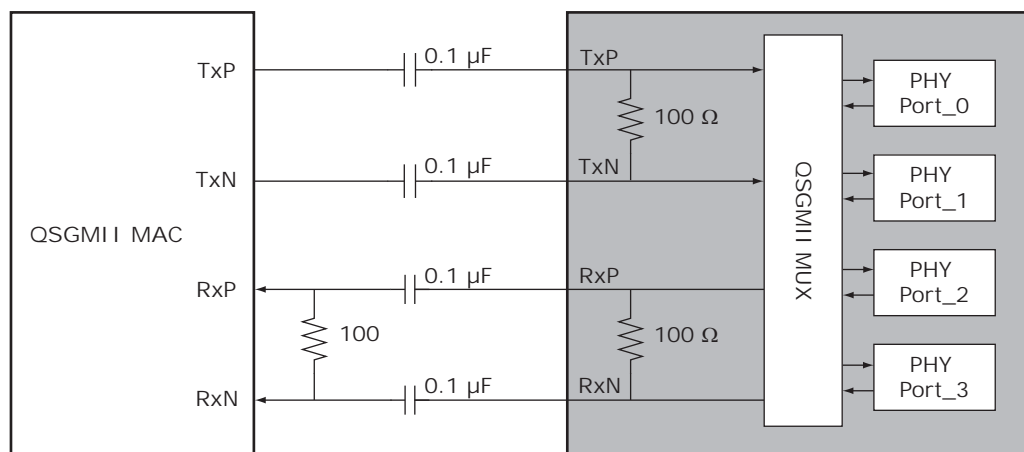 0.1 µF
TxP
TxP
PHY
Port_0
100 Ω
0.1 µF
TxN
TxN
PHY
Port_1
QSGMII MAC
QSGMII MUX
0.1 µF
RxP
RxP
PHY
Port_2
100
100 Ω
0.1 µF
RxN
RxN
PHY
Port_3